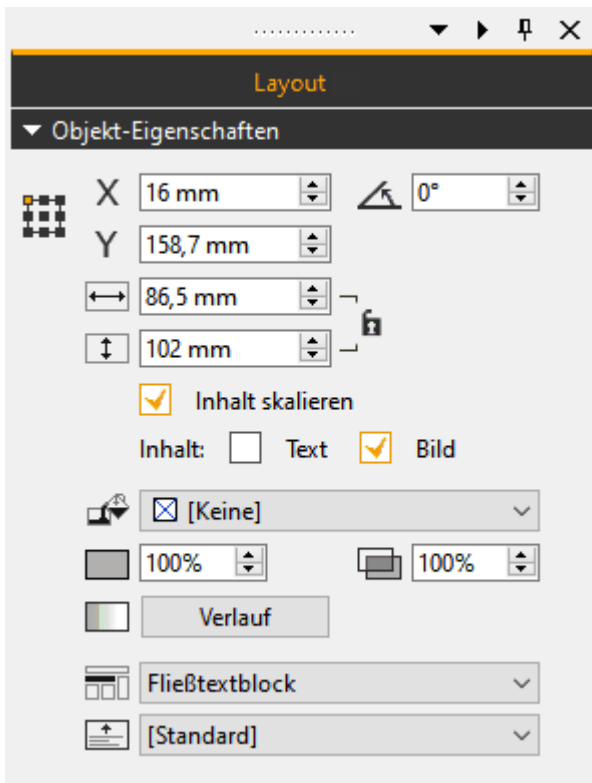 Layout
Objekt-Eigenschaften
X 16 mm 0°
Y 158,7 mm
86,5 mm
102 mm
Inhalt skalieren
Inhalt: Text Bild
[Keine]
100% 100%
Verlauf
Fließtextblock
[Standard]